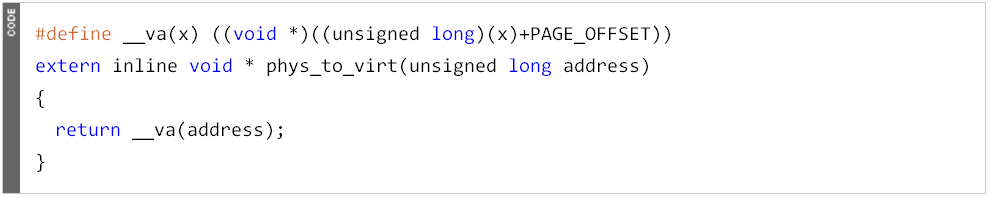 CODE
#define __va(x) ((void *)((unsigned long)(x)+PAGE_OFFSET))
extern inline void * phys_to_virt(unsigned long address)
{
  return __va(address);
}